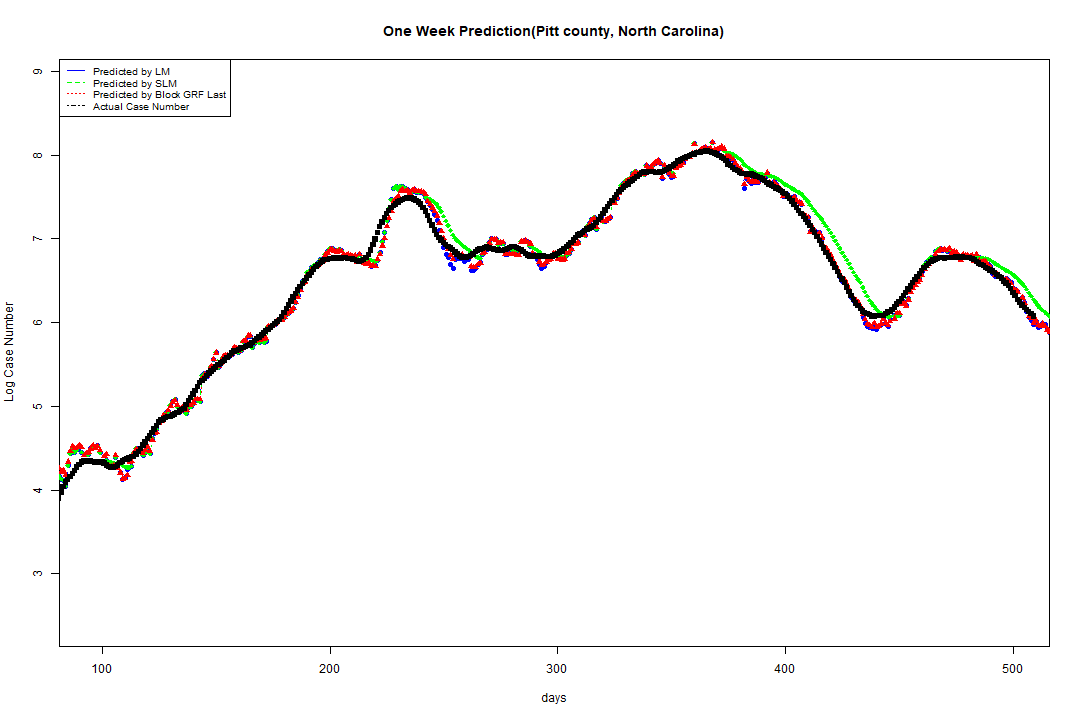 One Week Prediction(Pitt county, North Carolina)
Predicted by LM
Predicted by SLM
Predicted by Block GRF Last
Actual Case Number
9
8
7
6
5
4
3
Log Case Number
100 200 300 400 500
days